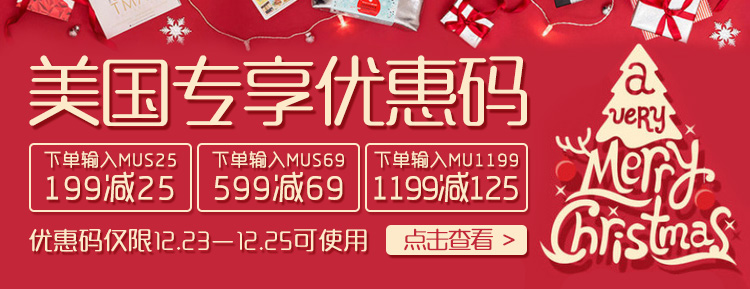 美国专享优惠码
下单输入MUS25
199减25
下单输入MUS69
599减69
下单输入MU1199
1199减125
优惠码仅限12.23—12.25可使用
点击查看 >
a
VeRY
Merry
Christmas